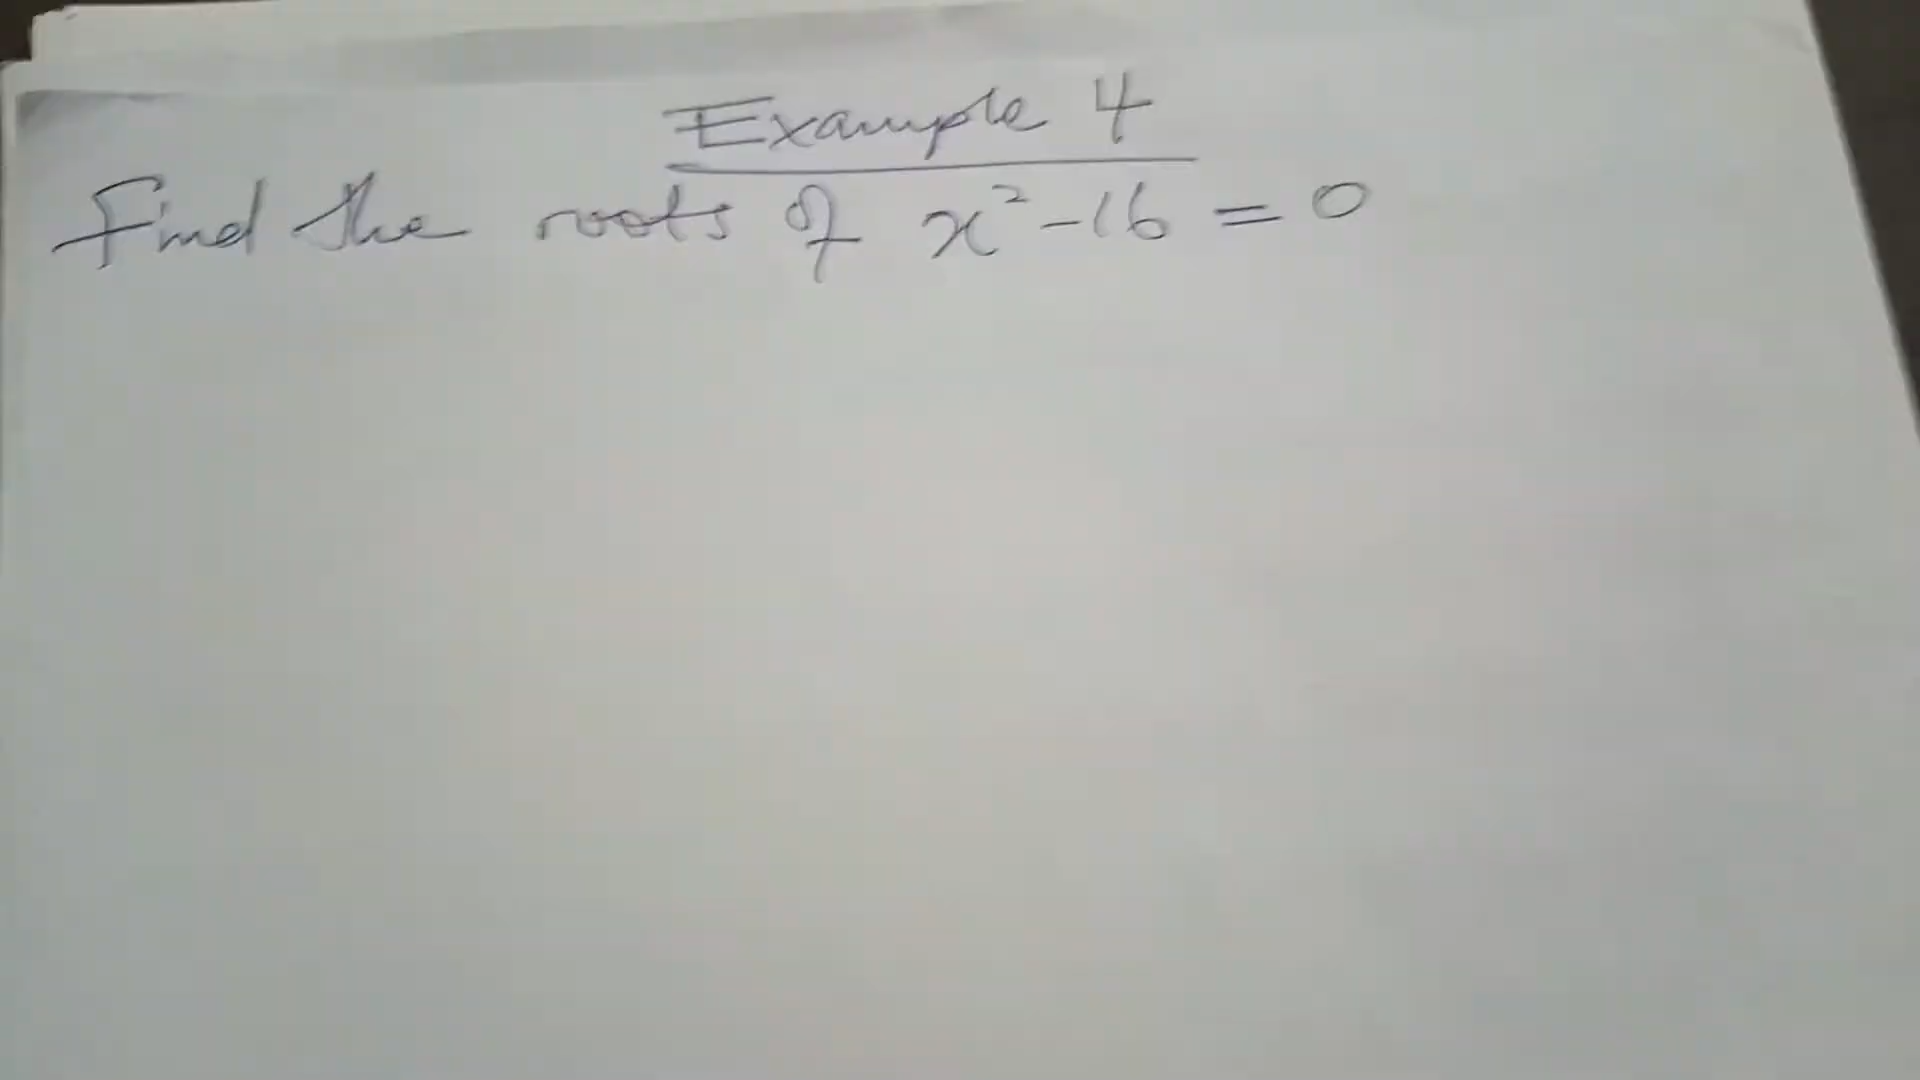 Example 4
Find the roots of x² - 16 = 0